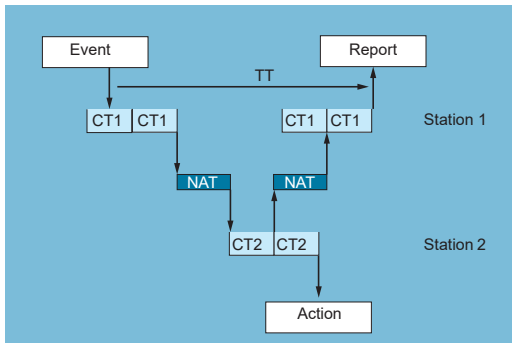 Event
Report
TT
CT1 CT1 CT1 CT1 Station 1
NAT NAT
CT2 CT2 Station 2
Action